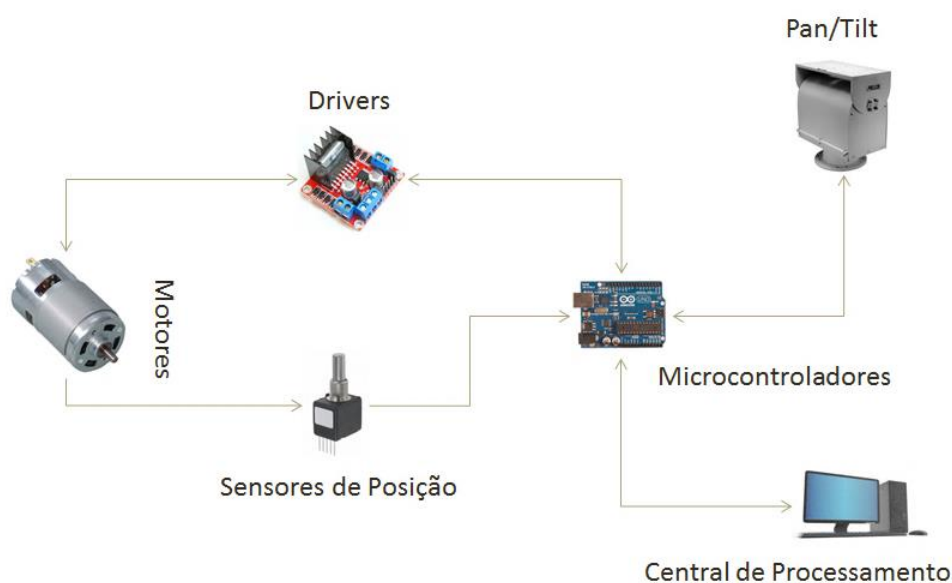 Pan/Tilt
Drivers
Motores
Microcontroladores
Sensores de Posição
Central de Processamento